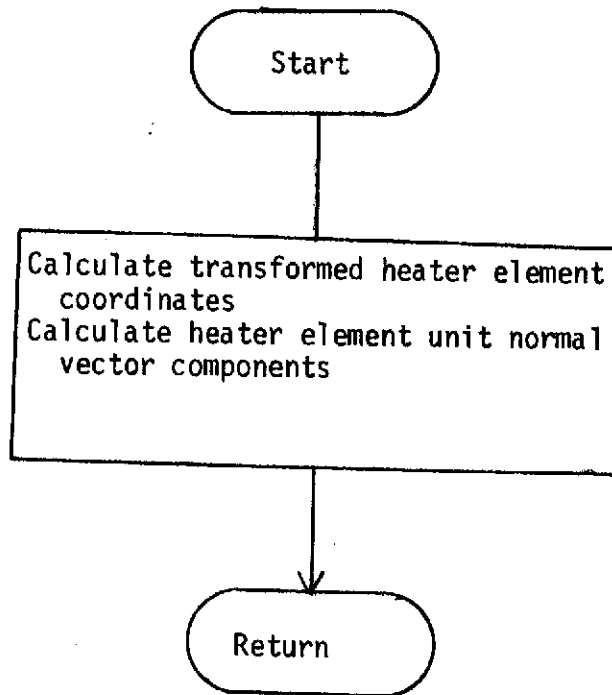 Start
Calculate transformed heater element
coordinates
Calculate heater element unit normal
vector components
Return